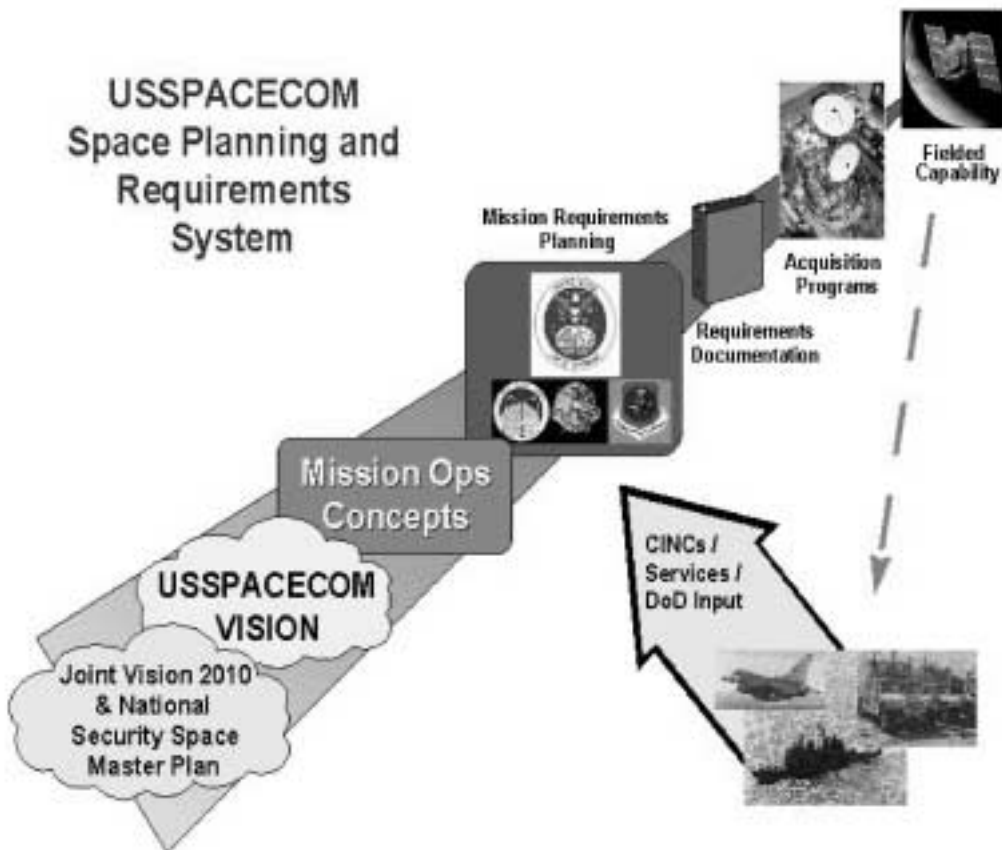 USSPACECOM
Space Planning and
Requirements
System
Fielded
Capability
Mission Requirements
Planning
Acquisition
Programs
Requirements
Documentation
Mission Ops
Concepts
CINCs /
Services /
DoD Input
USSPACECOM
VISION
Joint Vision 2010
& National
Security Space
Master Plan